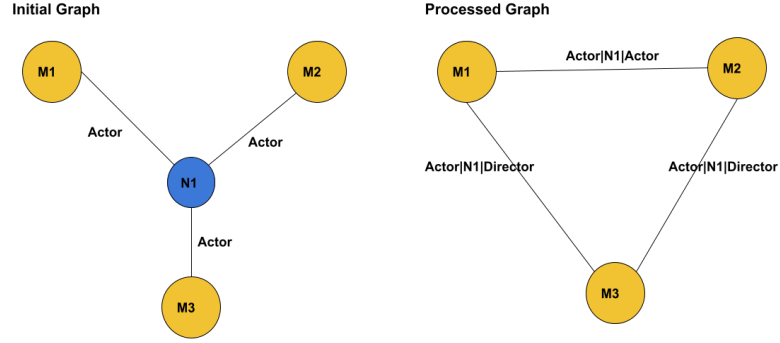 Initial Graph
Processed Graph
M1
M2
Actor
Actor
N1
Actor
M3
M1
Actor|N1|Actor
M2
Actor|N1|Director
Actor|N1|Director
M3